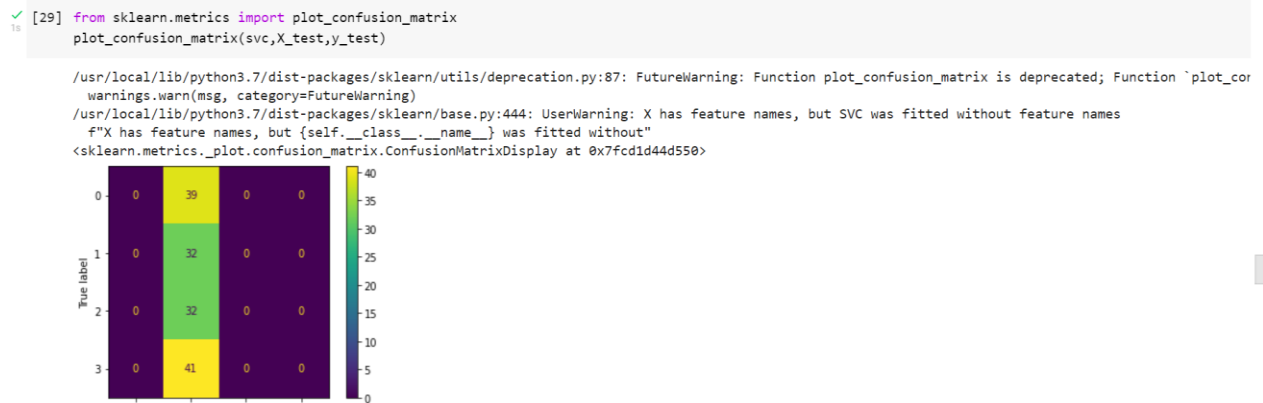 [29] from sklearn.metrics import plot_confusion_matrix
1s
plot_confusion_matrix(svc,X_test,y_test)
/usr/local/lib/python3.7/dist-packages/sklearn/utils/deprecation.py:87: FutureWarning: Function plot_confusion_matrix is deprecated; Function `plot_cor
warnings.warn(msg, category=FutureWarning)
/usr/local/lib/python3.7/dist-packages/sklearn/base.py:444: UserWarning: X has feature names, but SVC was fitted without feature names
f"X has feature names, but {self.__class__.__name__} was fitted without"
<sklearn.metrics._plot.confusion_matrix.ConfusionMatrixDisplay at 0x7fcd1d44d550>
True label
0 0 39 0 0
1 0 32 0 0
2 0 32 0 0
3 0 41 0 0
40
35
30
25
20
15
10
5
0